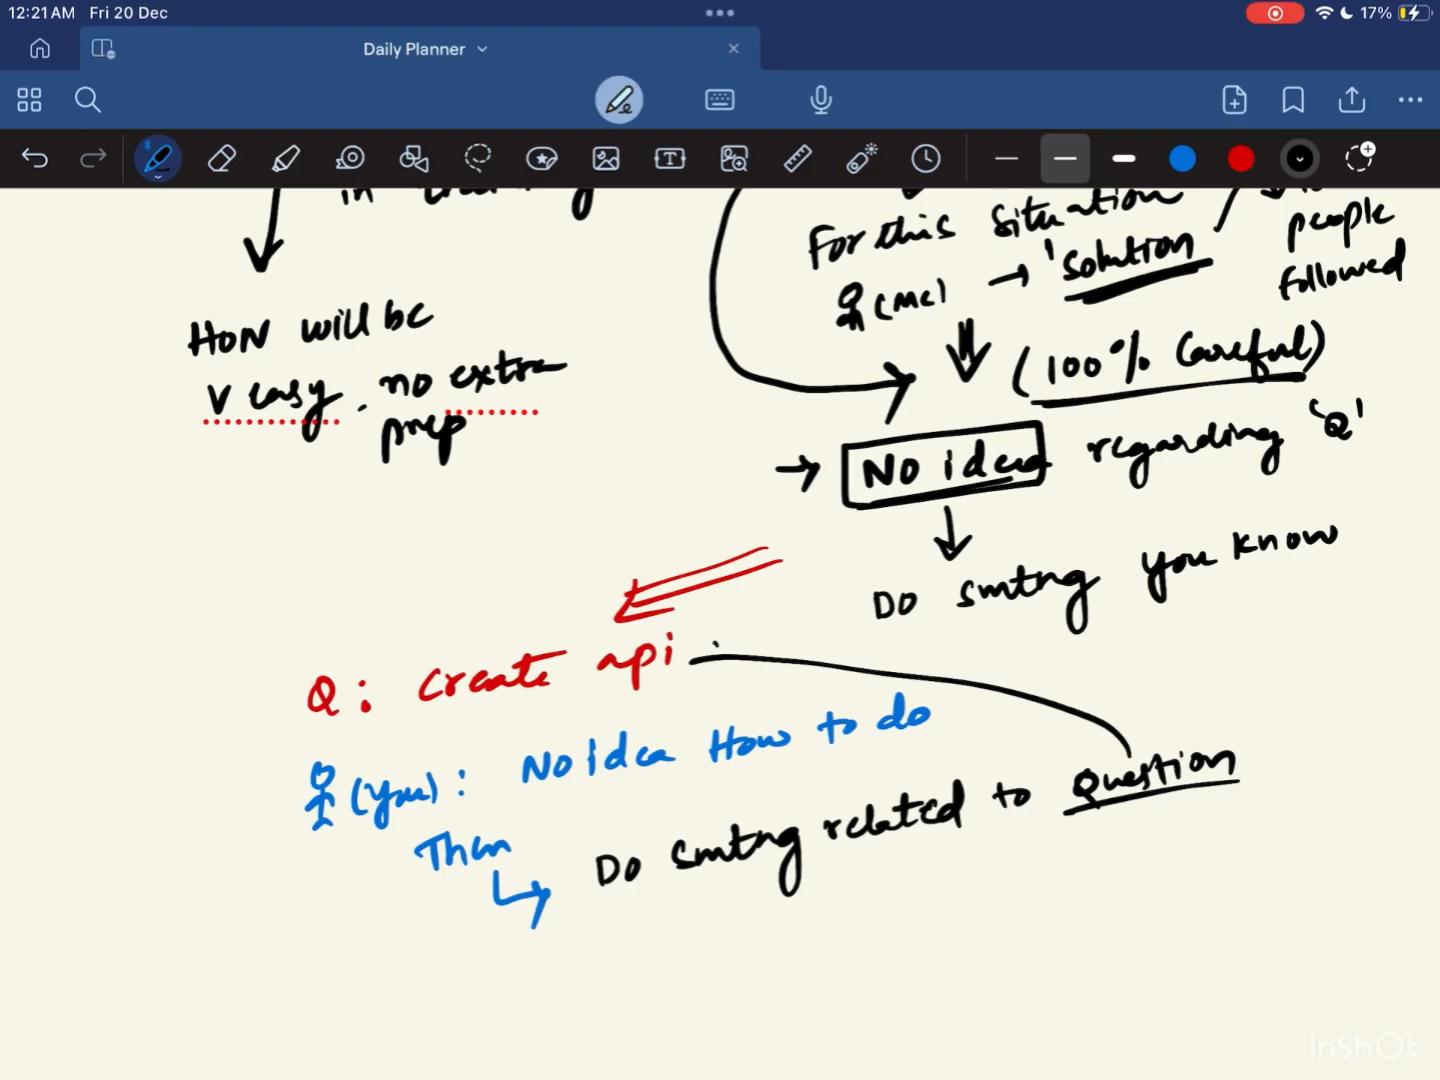 12:21 AM Fri 20 Dec
17%
Daily Planner
in
For this situation
(Me) → 'solution
people
followed
How will be
v easy. no extra
prep
(100% Careful)
→ No idea regarding 'Q'
Do smtng you know
Q: create api
(you): No idea How to do
Then
Do smtng related to Question
InShOt